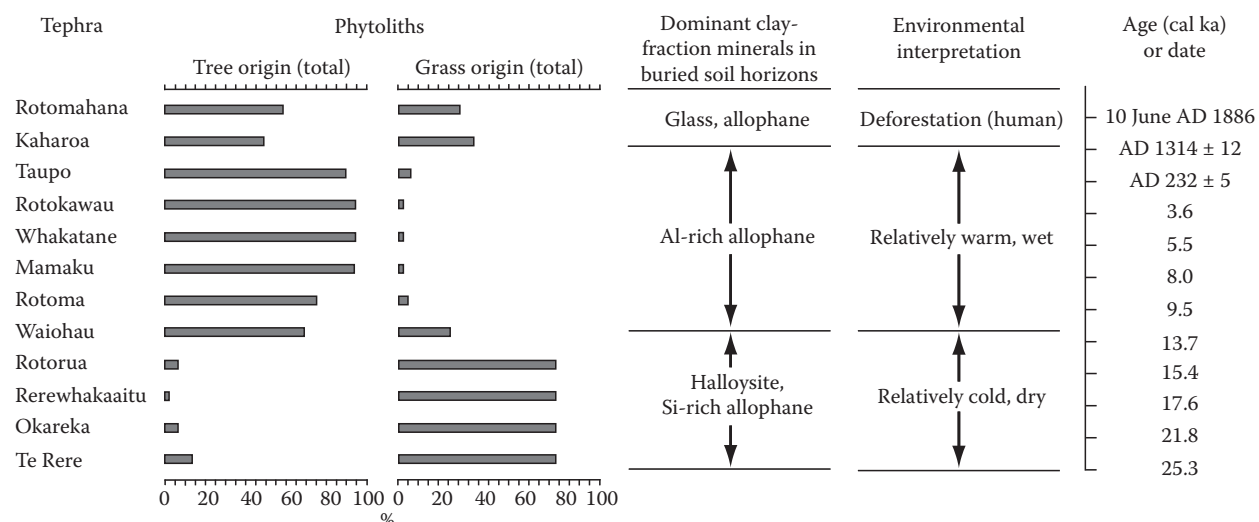 Tephra
Phytoliths
Dominant clay-
fraction minerals in
buried soil horizons
Environmental
interpretation
Age (cal ka)
or date
Tree origin (total)
Grass origin (total)
Rotomahana
Kaharoa
Taupo
Rotokawau
Whakatane
Mamaku
Rotoma
Waiohau
Rotorua
Rerewhakaaitu
Okareka
Te Rere
Glass, allophane
Al-rich allophane
Halloysite,
Si-rich allophane
Deforestation (human)
Relatively warm, wet
Relatively cold, dry
10 June AD 1886
AD 1314 ± 12
AD 232 ± 5
3.6
5.5
8.0
9.5
13.7
15.4
17.6
21.8
25.3
0 20 40 60 80 100
0 20 40 60 80 100
%